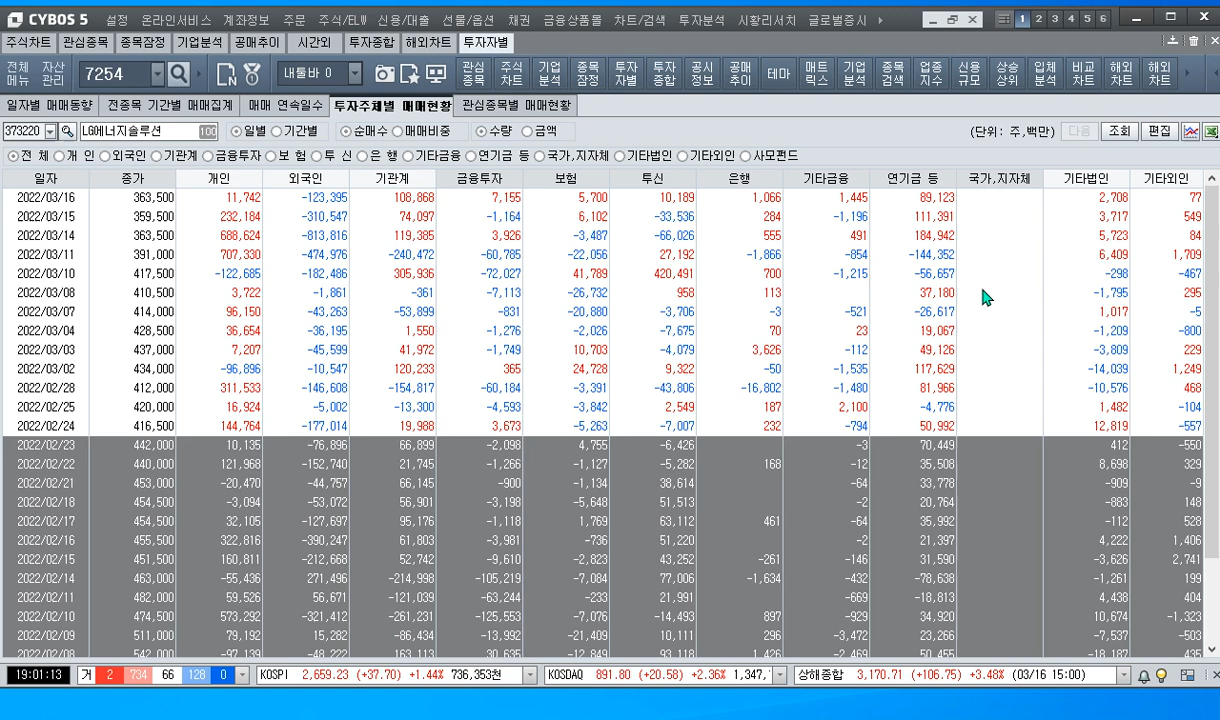 CYBOS 5 설정 온라인서비스 계좌정보 주문 주식/ELW 신용/대출 선물/옵션 채권 금융상품몰 차트/검색 투자분석 시황리서치 글로벌증시 1 2 3 4 5 6
주식차트 관심종목 종목잠정 기업분석 공매추이 시간외 투자종합 해외차트 투자자별
전체메뉴 자산관리 7254 내툴바 0 관심종목 주식차트 기업분석 종목잠정 투자자별 투자종합 공시정보 공매추이 테마 매트릭스 기업분석 종목검색 업종지수 신용규모 상승상위 입체분석 비교차트 해외차트 해외차트
일자별 매매동향 전종목 기간별 매매집계 매매 연속일수 투자주체별 매매현황 관심종목별 매매현황
373220 LG에너지솔루션 100 일별 기간별 순매수 매매비중 수량 금액 (단위: 주,백만) 다음 조회 편집
전 체 개 인 외국인 기관계 금융투자 보 험 투 신 은 행 기타금융 연기금 등 국가,지자체 기타법인 기타외인 사모펀드
일자 종가 개인 외국인 기관계 금융투자 보험 투신 은행 기타금융 연기금 등 국가,지자체 기타법인 기타외인
2022/03/16 363,500 11,742 -123,395 108,868 7,155 5,700 10,189 1,066 1,445 89,123 2,708 77
2022/03/15 359,500 232,184 -310,547 74,097 -1,164 6,102 -33,536 284 -1,196 111,391 3,717 549
2022/03/14 363,500 688,624 -813,816 119,385 3,926 -3,487 -66,026 555 491 184,942 5,723 84
2022/03/11 391,000 707,330 -474,976 -240,472 -60,785 -22,056 27,192 -1,866 -854 -144,352 6,409 1,709
2022/03/10 417,500 -122,685 -182,486 305,936 -72,027 41,789 420,491 700 -1,215 -56,657 -298 -467
2022/03/08 410,500 3,722 -1,861 -361 -7,113 -26,732 958 113 37,180 -1,795 295
2022/03/07 414,000 96,150 -43,263 -53,899 -831 -20,880 -3,706 -3 -521 -26,617 1,017 -5
2022/03/04 428,500 36,654 -36,195 1,550 -1,276 -2,026 -7,675 70 23 19,067 -1,209 -800
2022/03/03 437,000 7,207 -45,599 41,972 -1,749 10,703 -4,079 3,626 -112 49,126 -3,809 229
2022/03/02 434,000 -96,896 -10,547 120,233 365 24,728 9,322 -50 -1,535 117,629 -14,039 1,249
2022/02/28 412,000 311,533 -146,608 -154,817 -60,184 -3,391 -43,806 -16,802 -1,480 81,966 -10,576 468
2022/02/25 420,000 16,924 -5,002 -13,300 -4,593 -3,842 2,549 187 2,100 -4,776 1,482 -104
2022/02/24 416,500 144,764 -177,014 19,988 3,673 -5,263 -7,007 232 -794 50,992 12,819 -557
2022/02/23 442,000 10,135 -76,896 66,899 -2,098 4,755 -6,426 -3 70,449 412 -550
2022/02/22 440,000 121,968 -152,740 21,745 -1,266 -1,127 -5,282 168 -12 35,508 8,698 329
2022/02/21 453,000 -20,470 -44,757 66,145 -900 -1,134 38,614 -64 33,778 -909 -9
2022/02/18 454,500 -3,094 -53,072 56,901 -3,198 -5,648 51,513 -2 20,764 -883 148
2022/02/17 454,500 32,105 -127,697 95,176 -1,118 1,769 63,112 461 -64 35,992 -112 528
2022/02/16 455,500 322,816 -390,247 61,803 -3,981 -736 51,220 -2 21,397 4,222 1,406
2022/02/15 451,500 160,811 -212,668 52,742 -9,610 -2,823 43,252 -261 -146 31,590 -3,626 2,741
2022/02/14 463,000 -55,436 271,496 -214,998 -105,219 -7,084 77,006 -1,634 -432 -78,638 -1,261 199
2022/02/11 482,000 59,526 56,671 -121,039 -63,244 -233 21,991 -669 -18,813 4,438 404
2022/02/10 474,500 573,292 -321,412 -261,231 -125,553 -7,076 -14,493 897 -929 34,920 10,674 -1,323
2022/02/09 511,000 79,192 15,282 -86,434 -13,992 -21,409 10,111 296 -3,472 23,266 -7,537 -503
2022/02/08 542,000 -97,139 -48,222 163,113 30,635 -12,849 93,118 1,426 -2,469 50,455 -18,187 435
19:01:13 거 2 734 66 128 0 KOSPI 2,659.23 (+37.70) +1.44% 736,353천 KOSDAQ 891.80 (+20.58) +2.36% 1,347, 상해종합 3,170.71 (+106.75) +3.48% (03/16 15:00)